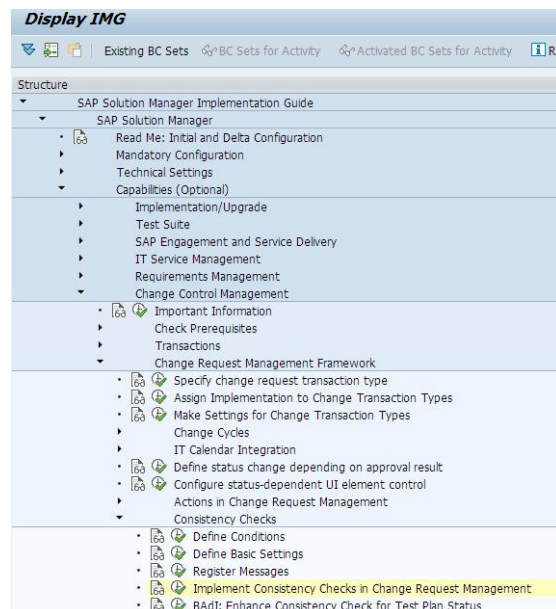 Display IMG
Existing BC Sets BC Sets for Activity Activated BC Sets for Activity R
Structure
SAP Solution Manager Implementation Guide
SAP Solution Manager
Read Me: Initial and Delta Configuration
Mandatory Configuration
Technical Settings
Capabilities (Optional)
Implementation/Upgrade
Test Suite
SAP Engagement and Service Delivery
IT Service Management
Requirements Management
Change Control Management
Important Information
Check Prerequisites
Transactions
Change Request Management Framework
Specify change request transaction type
Assign Implementation to Change Transaction Types
Make Settings for Change Transaction Types
Change Cycles
IT Calendar Integration
Define status change depending on approval result
Configure status-dependent UI element control
Actions in Change Request Management
Consistency Checks
Define Conditions
Define Basic Settings
Register Messages
Implement Consistency Checks in Change Request Management
BAdI: Enhance Consistency Check for Test Plan Status